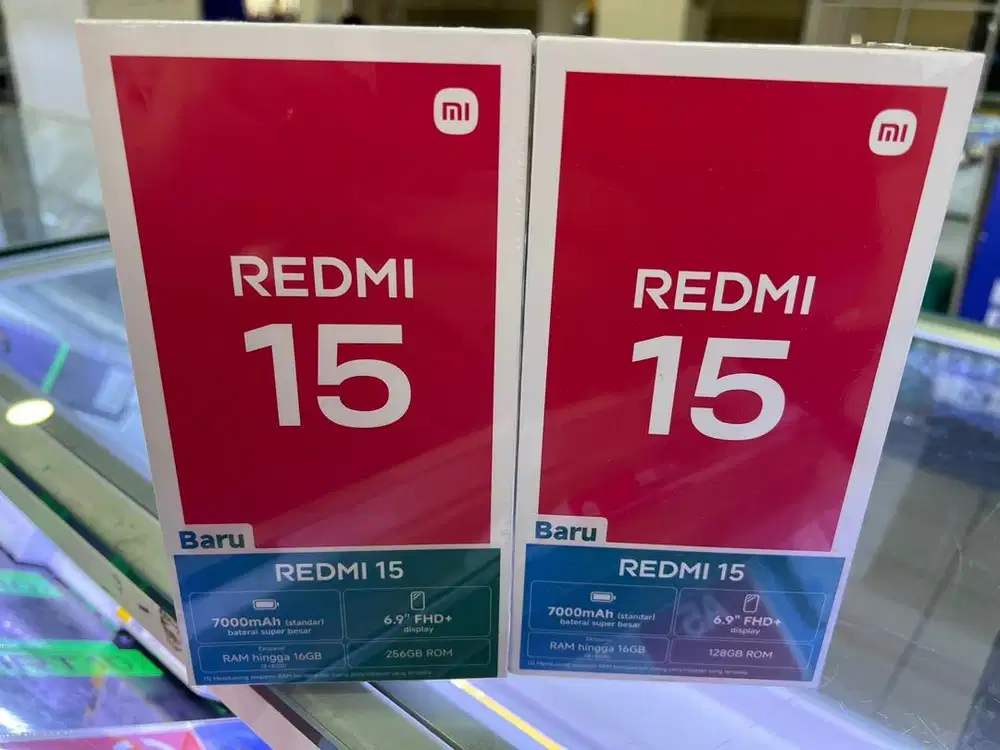 mi
REDMI
15
Baru
REDMI 15
7000mAh (standar)
baterai super besar
6.9" FHD+
display
Ekspansi
RAM hingga 16GB
256GB ROM
mi
REDMI
15
Baru
REDMI 15
7000mAh (standar)
baterai super besar
6.9" FHD+
display
Ekspansi
RAM hingga 16GB
128GB ROM